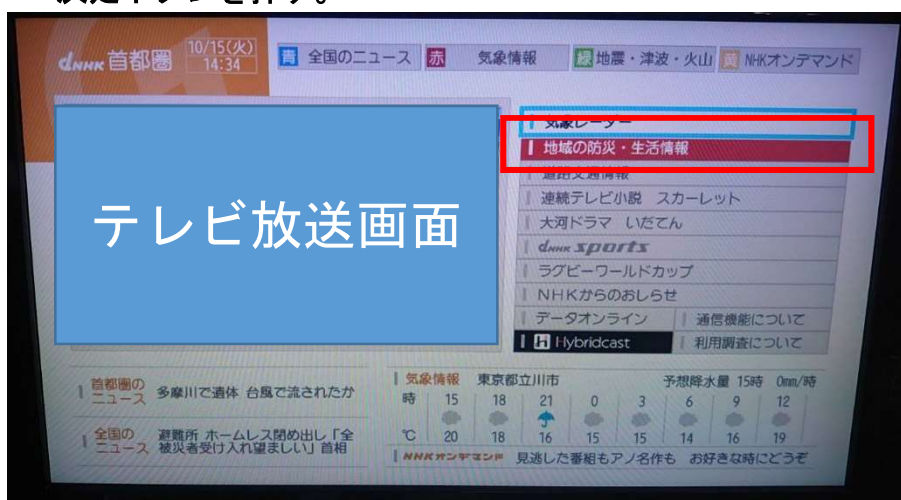 dNHK 首都圏
10/15(火)
14:34
青 全国のニュース
赤 気象情報
緑 地震・津波・火山
黄 NHKオンデマンド
テレビ放送画面
気象レーダー
地域の防災・生活情報
道路交通情報
連続テレビ小説 スカーレット
大河ドラマ いだてん
dNHK sports
ラグビーワールドカップ
NHKからのおしらせ
データオンライン
通信機能について
Hybridcast
利用調査について
首都圏の
ニュース
多摩川で遺体 台風で流されたか
全国の
ニュース
避難所 ホームレス閉め出し「全
被災者受け入れ望ましい」首相
気象情報 東京都立川市 予想降水量 15時 0mm/時
時 15 18 21 0 3 6 9 12
℃ 20 18 16 15 15 14 16 19
NHKオンデマンド 見逃した番組もアノ名作も お好きな時にどうぞ